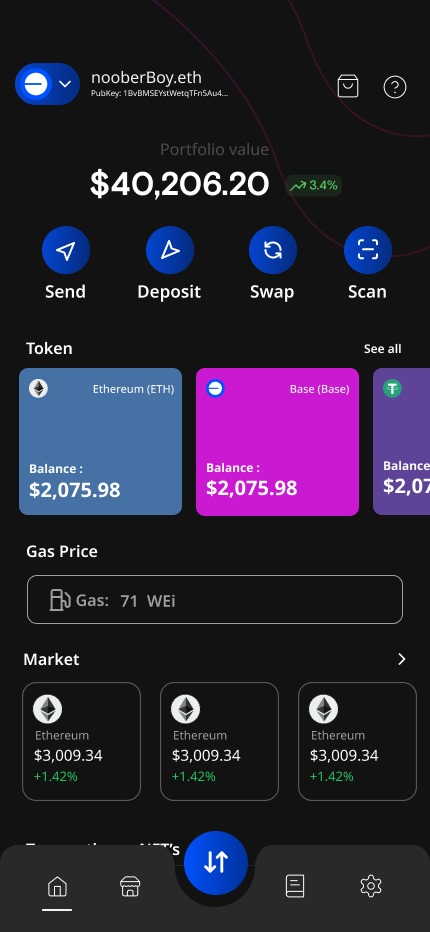 nooberBoy.eth
PubKey: 1BvBMSEYstWetqTFn5Au4...
Portfolio value
$40,206.20 3.4%
Send Deposit Swap Scan
Token See all
Ethereum (ETH) Base (Base)
Balance : Balance : Balance
$2,075.98 $2,075.98 $2,07
Gas Price
Gas: 71 WEi
Market
Ethereum Ethereum Ethereum
$3,009.34 $3,009.34 $3,009.34
+1.42% +1.42% +1.42%
NFT's